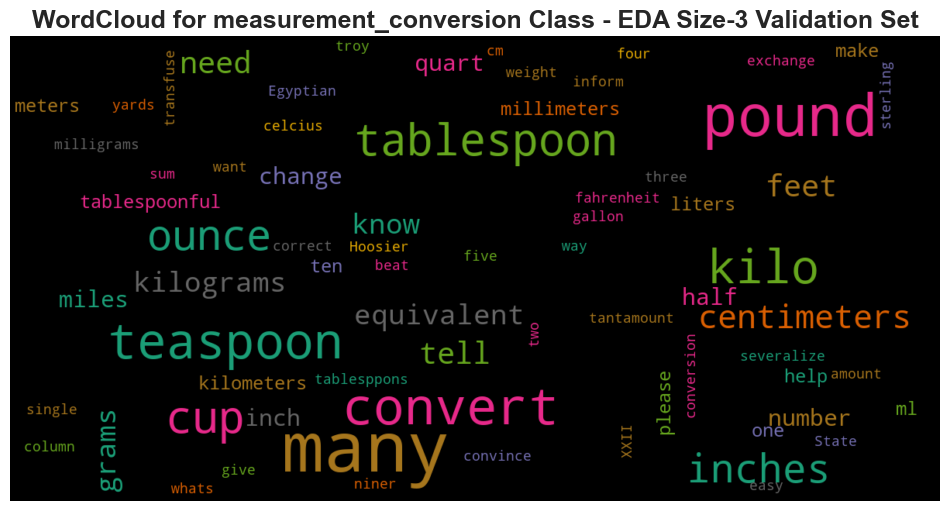 WordCloud for measurement_conversion Class - EDA Size-3 Validation Set
troy
cm
four
make
need
quart
exchange
transfuse
weight
inform
sterling
Egyptian
meters
yards
millimeters
pound
celcius
tablespoon
milligrams
want
change
sum
three
feet
tablespoonful
fahrenheit
liters
know
gallon
ounce
correct
Hoosier
way
ten
beat
five
kilo
kilograms
miles
half
equivalent
centimeters
tantamount
two
teaspoon
tell
conversion
severalize
kilometers
tablesppons
help
amount
please
single
cup
inch
convert
number
ml
grams
column
many
XXII
one
State
convince
give
inches
whats
niner
easy